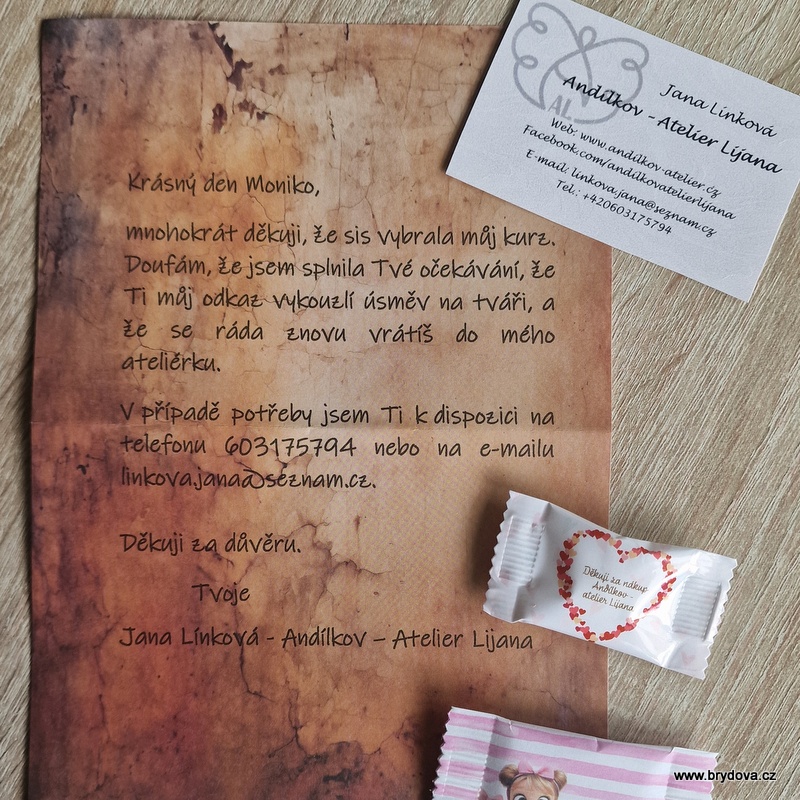 Krásný den Moniko,
mnohokrát děkuji, že sis vybrala můj kurz.
Doufám, že jsem splnila Tvé očekávání, že
Ti můj odkaz vykouzlí úsměv na tváři, a
že se ráda znovu vrátíš do mého
ateliérku.
V případě potřeby jsem Ti k dispozici na
telefonu 603175794 nebo na e-mailu
linkova.jana@seznam.cz.
Děkuji za důvěru.
Tvoje
Jana Línková - Andílkov – Atelier Lijana
AL
Jana Línková
Andílkov - Atelier Líjana
Web: www.andilkov-atelier.cz
Facebook.com/andilkovatelierlijana
E-mail: linkova.jana@seznam.cz
Tel.: +420603175794
Děkuji za nákup
Andílkov -
atelier Lijana
www.brydova.cz